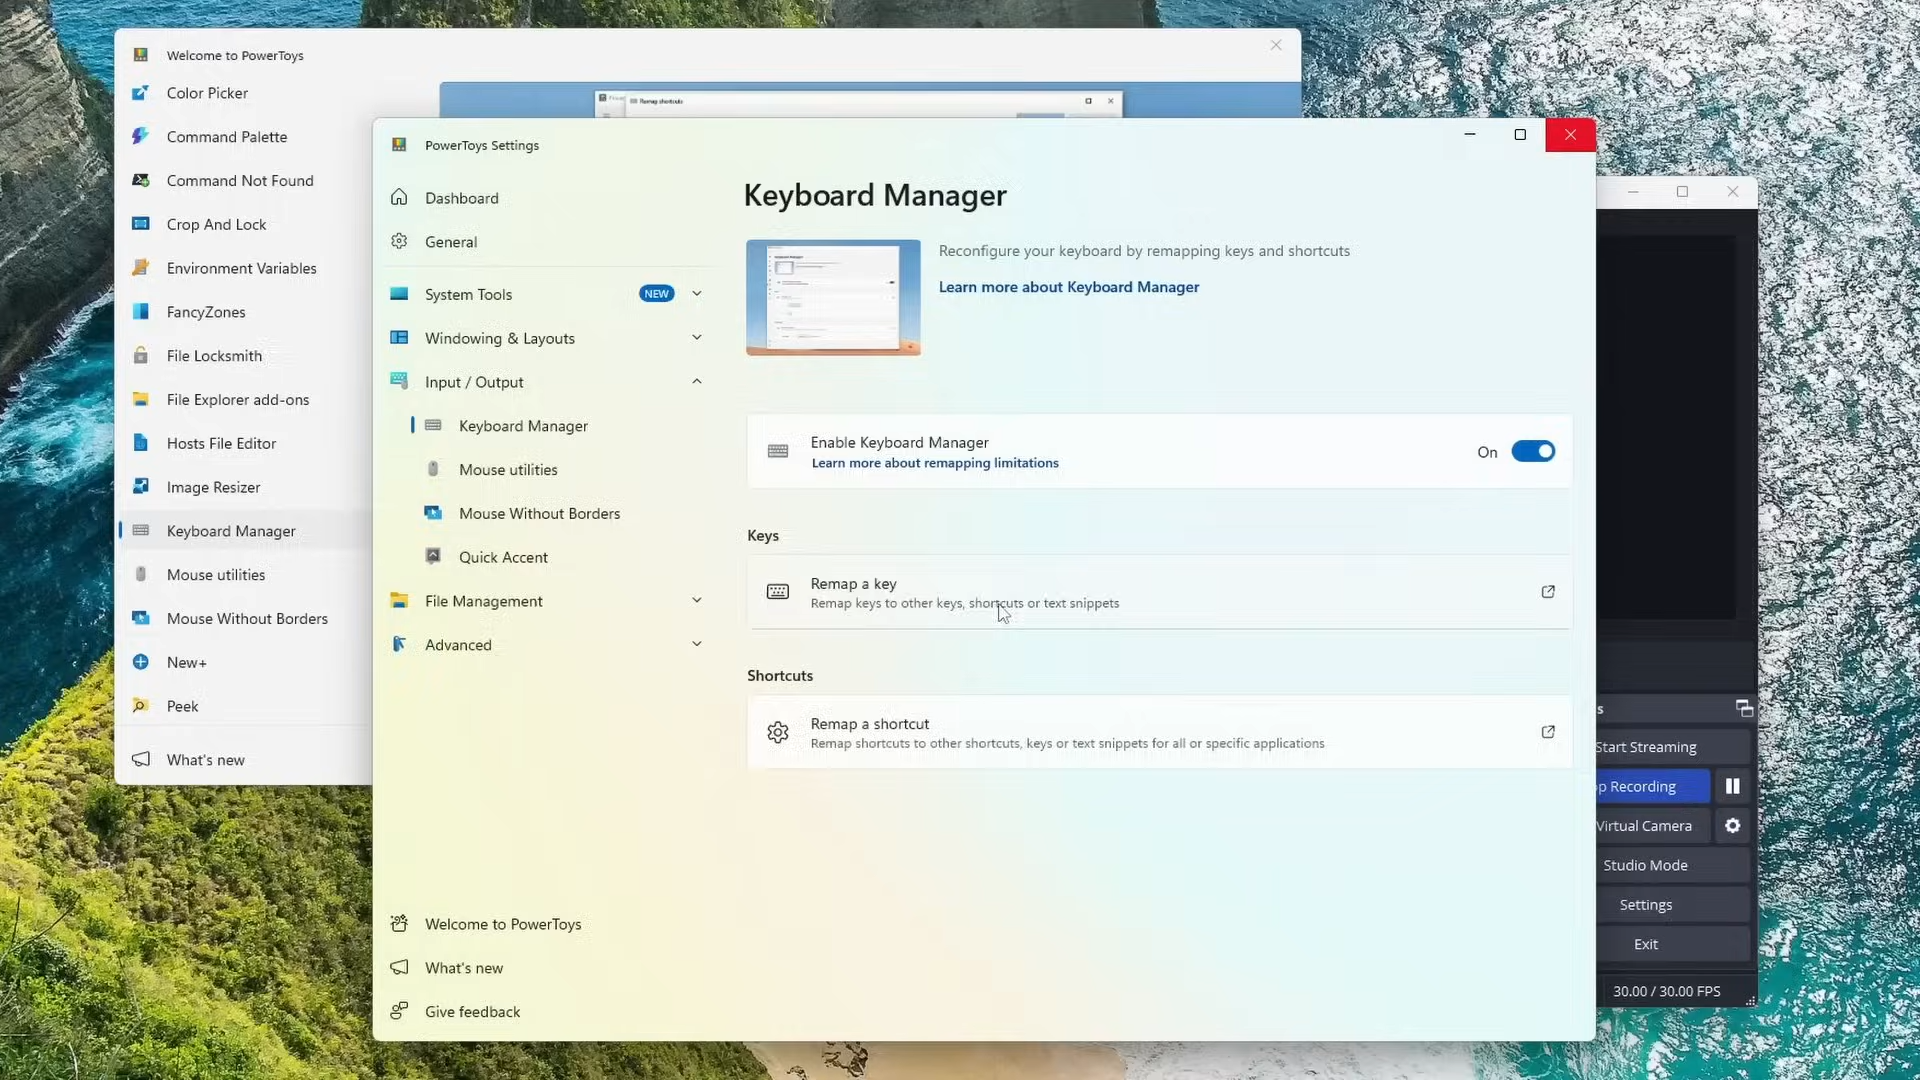 Welcome to PowerToys
Color Picker
Command Palette
Command Not Found
Crop And Lock
Environment Variables
FancyZones
File Locksmith
File Explorer add-ons
Hosts File Editor
Image Resizer
Keyboard Manager
Mouse utilities
Mouse Without Borders
New+
Peek
What's new
Remap shortcuts
PowerToys Settings
Dashboard
General
System Tools NEW
Windowing & Layouts
Input / Output
Keyboard Manager
Mouse utilities
Mouse Without Borders
Quick Accent
File Management
Advanced
Welcome to PowerToys
What's new
Give feedback
Keyboard Manager
Reconfigure your keyboard by remapping keys and shortcuts
Learn more about Keyboard Manager
Enable Keyboard Manager
Learn more about remapping limitations
On
Keys
Remap a key
Remap keys to other keys, shortcuts or text snippets
Shortcuts
Remap a shortcut
Remap shortcuts to other shortcuts, keys or text snippets for all or specific applications
s
Start Streaming
p Recording
Virtual Camera
Studio Mode
Settings
Exit
30.00 / 30.00 FPS